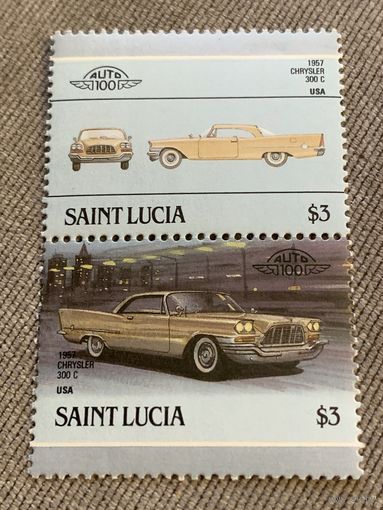 AUTO
100
1957
CHRYSLER
300 C
USA
SAINT LUCIA $3
AUTO
100
1957
CHRYSLER
300 C
USA
SAINT LUCIA $3